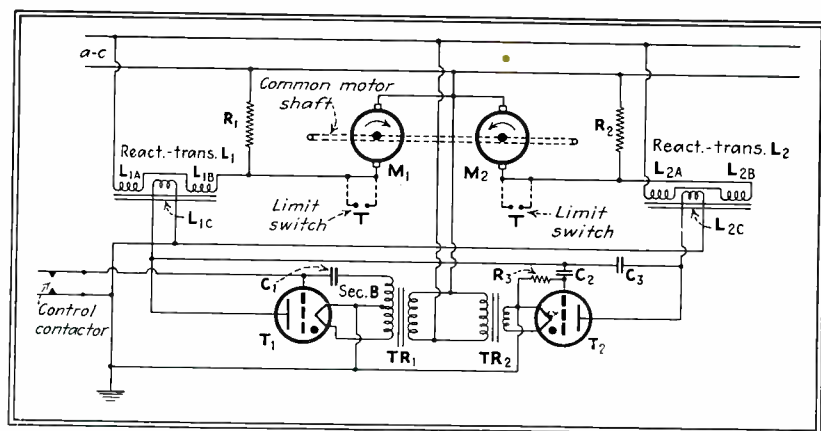 a-c
Common motor
shaft
R1
R2
React.-trans. L1
L1A
L1B
M1
M2
React.-trans. L2
L2A
L2B
L1C
Limit
switch
T
T
Limit
switch
L2C
R3
C2
C3
C1
Sec. B
Control
contactor
T1
TR1
TR2
T2